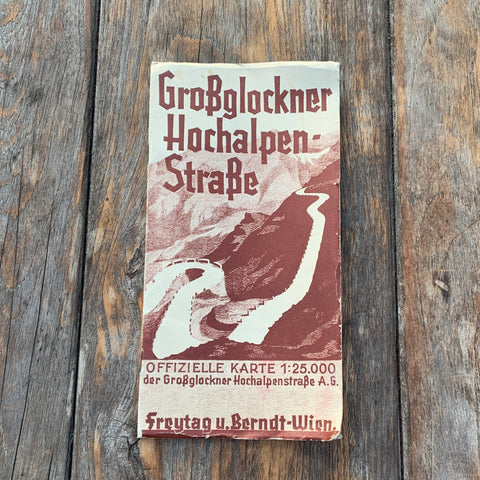 Großglockner
Hochalpen-
Straße
OFFIZIELLE KARTE 1:25.000
der Großglockner Hochalpenstraße A.G.
Freytag u. Berndt-Wien.